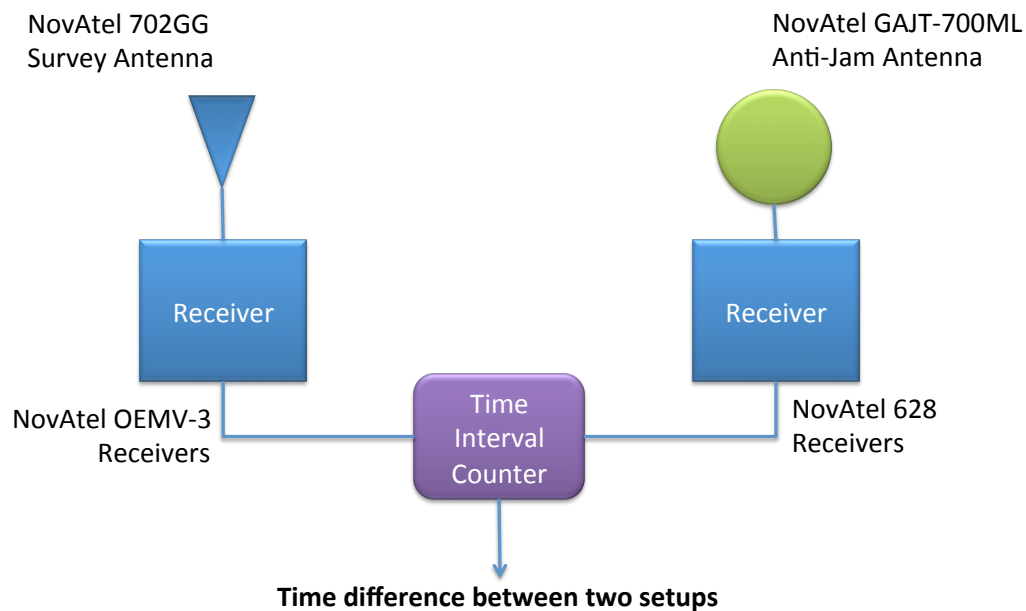 NovAtel 702GG
Survey Antenna
NovAtel GAJT-700ML
Anti-Jam Antenna
Receiver
Receiver
NovAtel OEMV-3
Receivers
Time
Interval
Counter
NovAtel 628
Receivers
Time difference between two setups